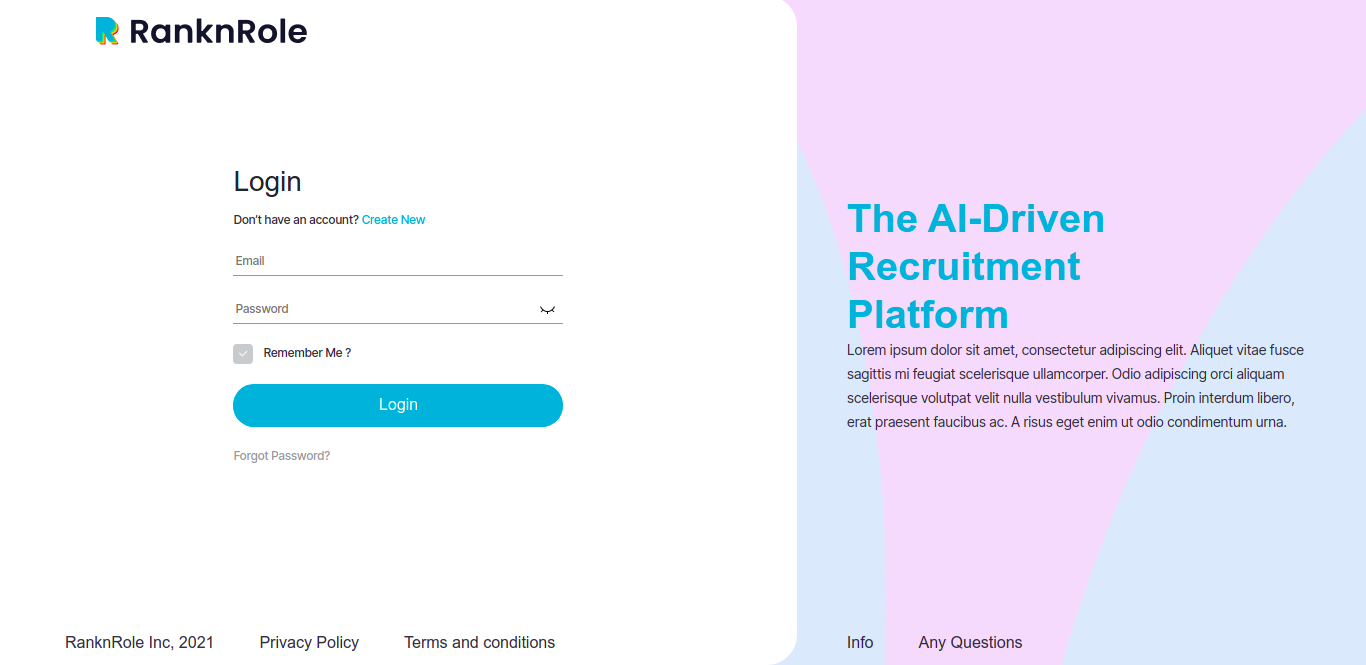 RanknRole
Login
Don't have an account? Create New
Email
Password
Remember Me ?
Login
Forgot Password?
RanknRole Inc, 2021
Privacy Policy
Terms and conditions
The AI-Driven
Recruitment
Platform
Lorem ipsum dolor sit amet, consectetur adipiscing elit. Aliquet vitae fusce
sagittis mi feugiat scelerisque ullamcorper. Odio adipiscing orci aliquam
scelerisque volutpat velit nulla vestibulum vivamus. Proin interdum libero,
erat praesent faucibus ac. A risus eget enim ut odio condimentum urna.
Info
Any Questions